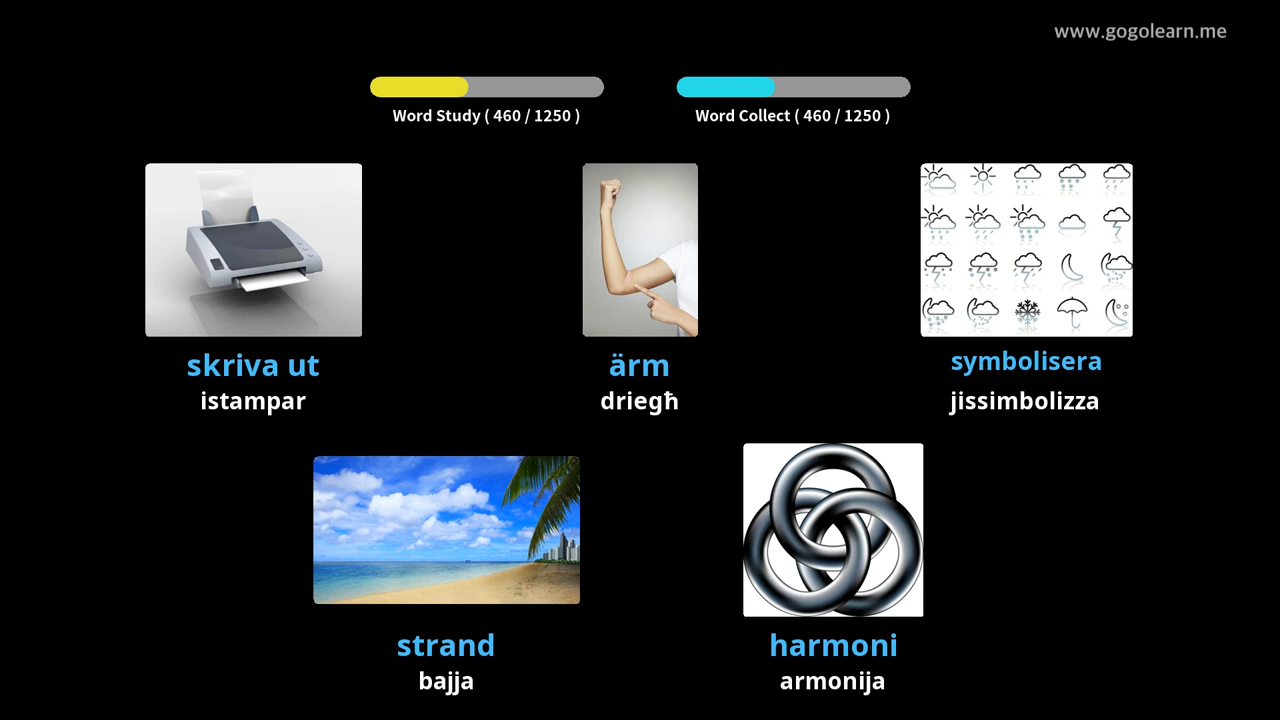 www.gogolearn.me
Word Study ( 460 / 1250 )
Word Collect ( 460 / 1250 )
skriva ut
istampar
ärm
driegħ
symbolisera
jissimbolizza
strand
bajja
harmoni
armonija